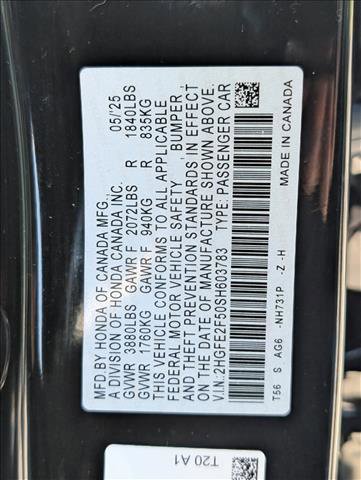 MFD.BY HONDA OF CANADA MFG. 08/'25
A DIVISION OF HONDA CANADA INC.
GVWR 3880LBS GAWR F 2072LBS R 1840LBS
GVWR 1760KG GAWR F 940KG R 835KG
THIS VEHICLE CONFORMS TO ALL APPLICABLE
FEDERAL MOTOR VEHICLE SAFETY BUMPER,
AND THEFT PREVENTION STANDARDS IN EFFECT
ON THE DATE OF MANUFACTURE SHOWN ABOVE.
V.I.N.:2HGFE2F50SH603783 TYPE: PASSENGER CAR
T56 S AG6 -NH731P -Z -H MADE IN CANADA
T20 A1